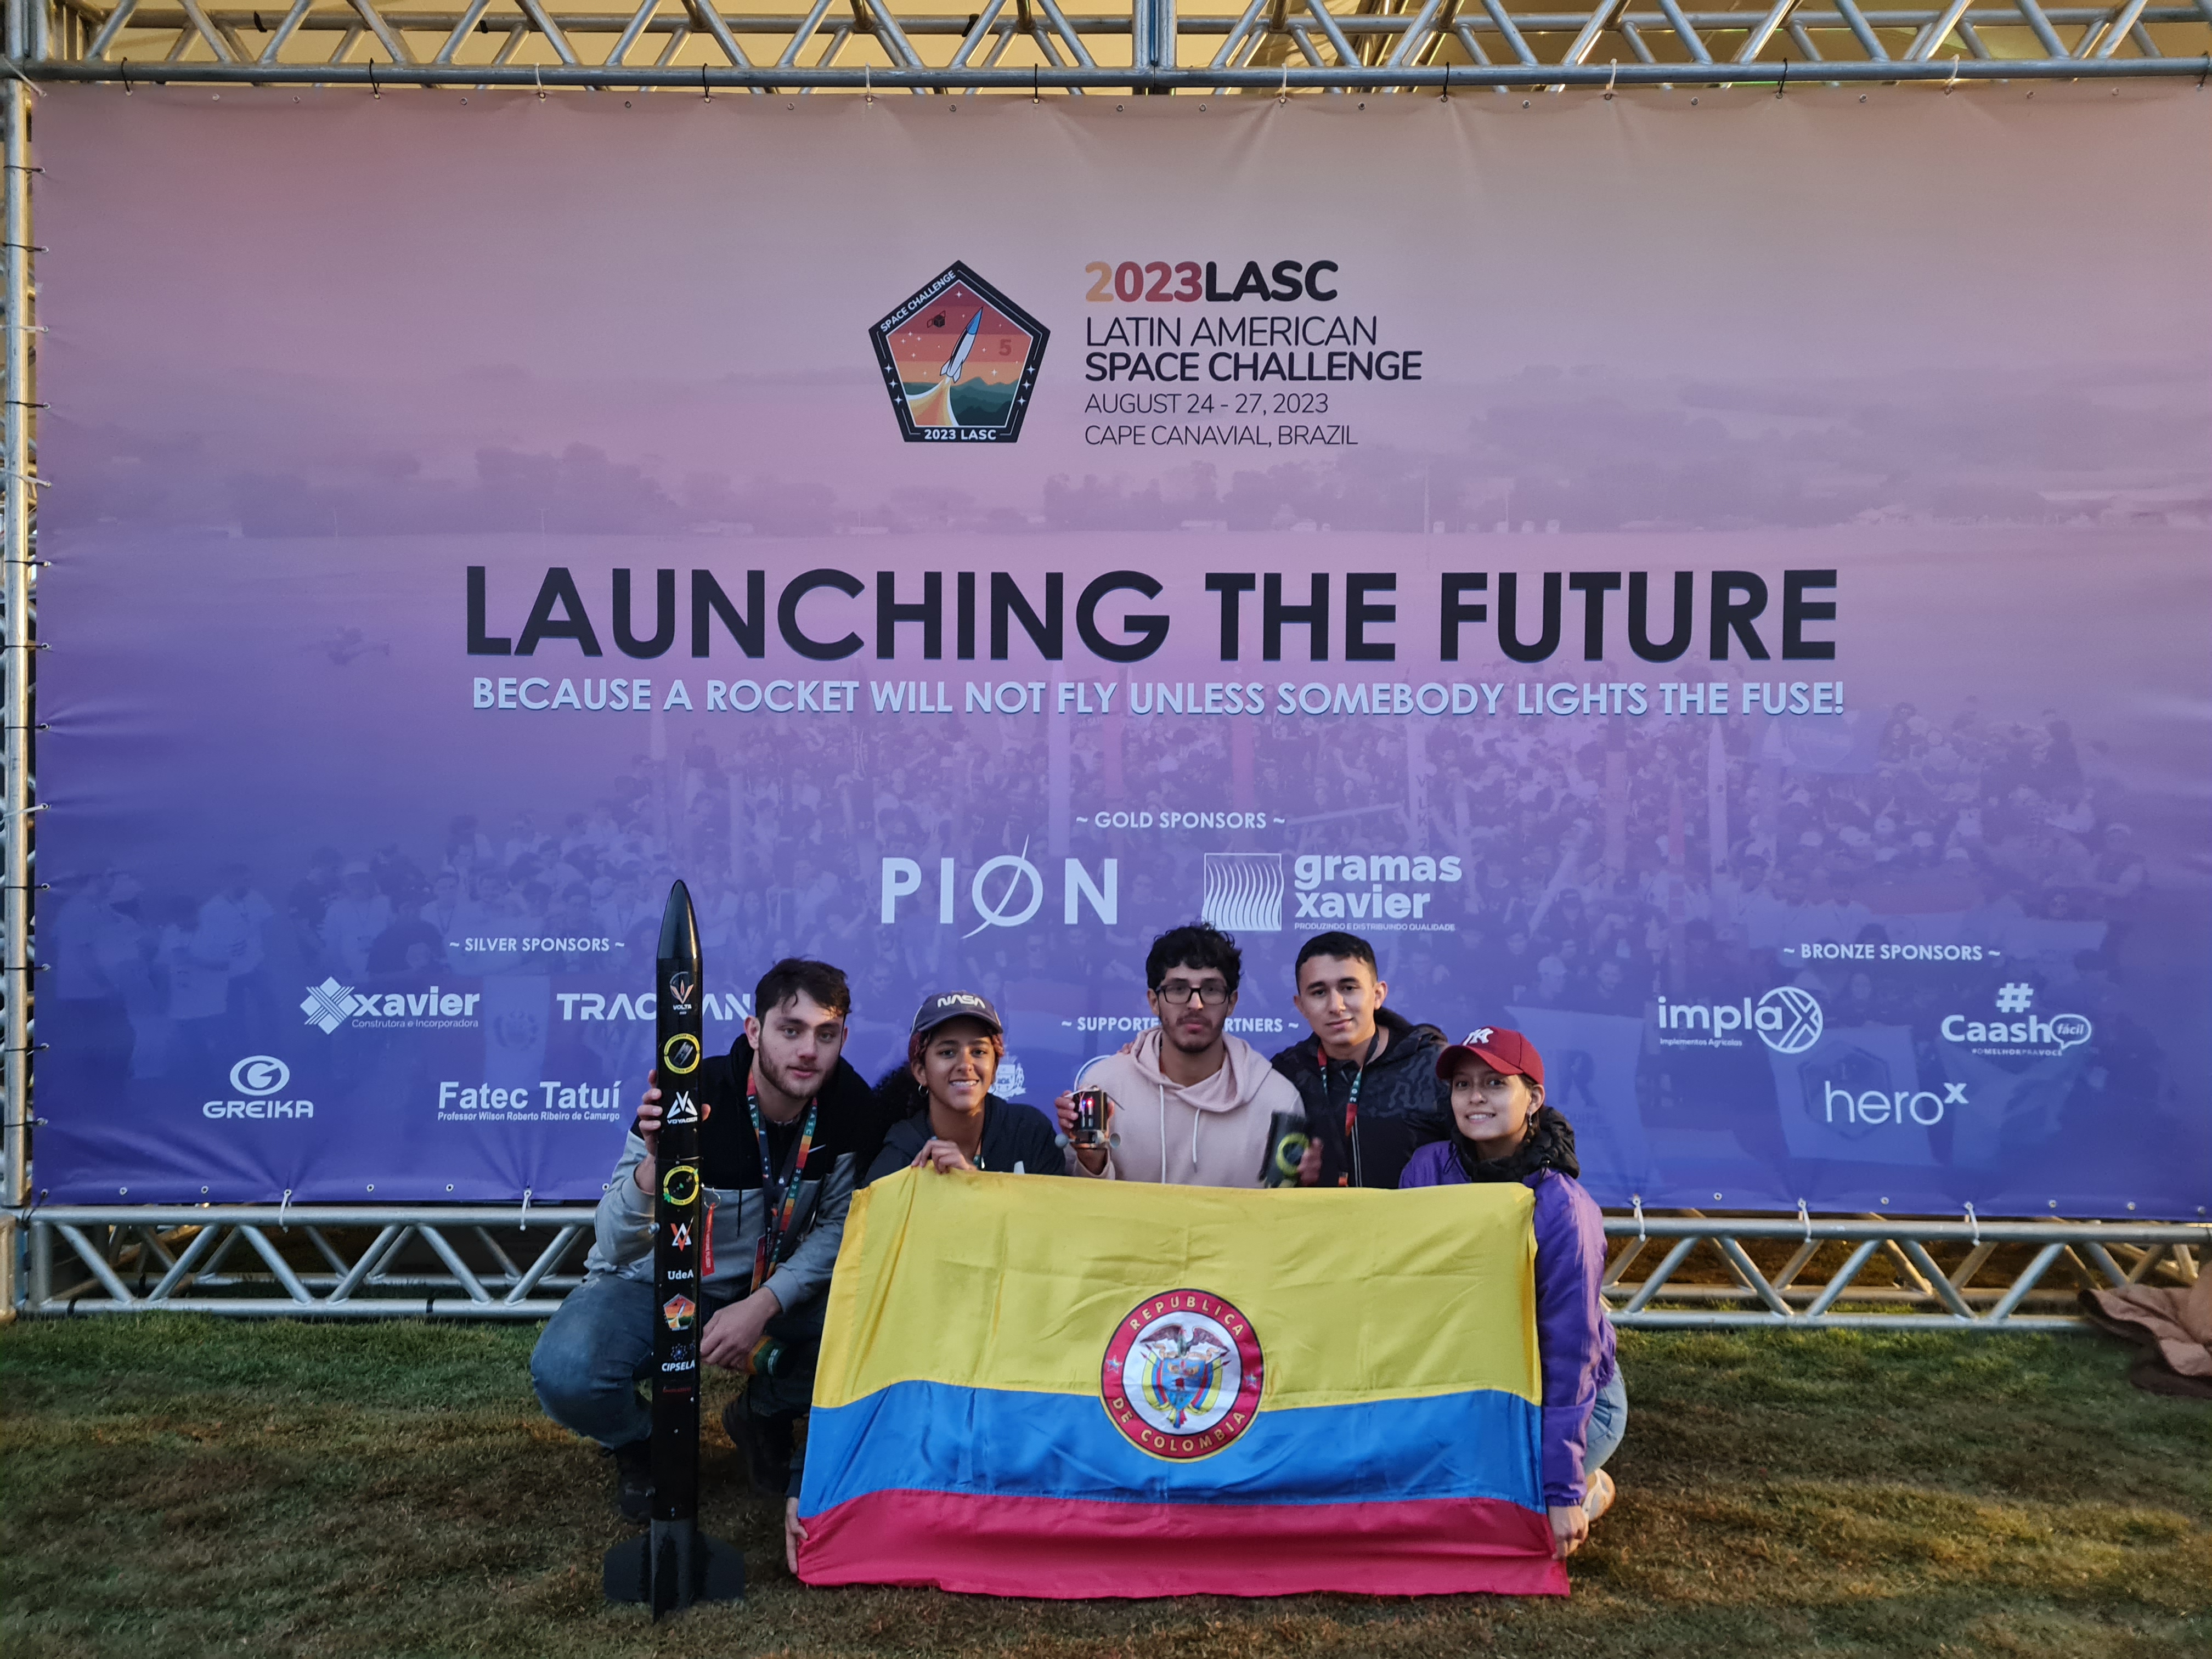 SPACE CHALLENGE
5
2023 LASC
2023LASC
LATIN AMERICAN
SPACE CHALLENGE
AUGUST 24 - 27, 2023
CAPE CANAVIAL, BRAZIL
LAUNCHING THE FUTURE
BECAUSE A ROCKET WILL NOT FLY UNLESS SOMEBODY LIGHTS THE FUSE!
~ GOLD SPONSORS ~
PION
gramas
xavier
PRODUZINDO E DISTRIBUINDO QUALIDADE
~ SILVER SPONSORS ~
xavier
Construtora e Incorporadora
GREIKA
Fatec Tatuí
Professor Wilson Roberto Ribeiro de Camargo
~ BRONZE SPONSORS ~
implax
Implementos Agrícolas
#
Caash fácil
#OMELHORPRAVOCÊ
herox
NASA
VOLTA
VOYAGER
UdeA
CIPSELA
REPUBLICA
DE COLOMBIA